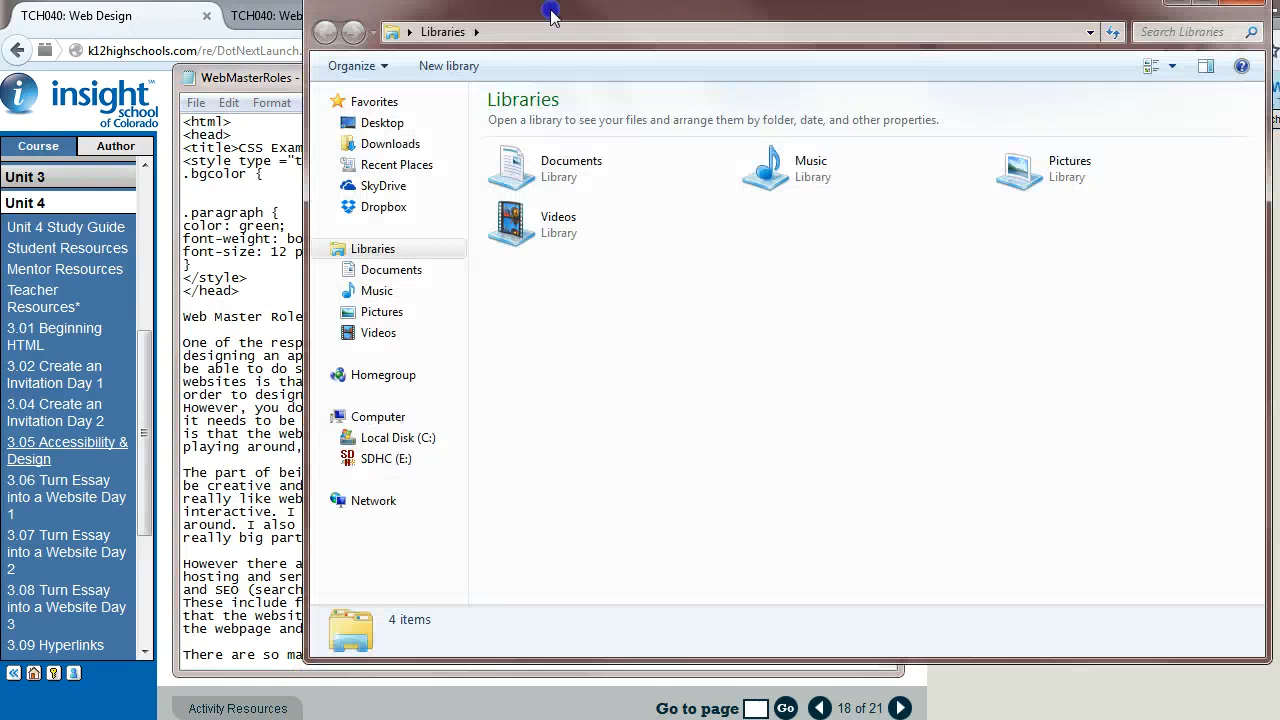 TCH040: Web Design
TCH040: Web
k12highschools.com/re/DotNextLaunch.
insight
school
of Colorado
Course
Author
Unit 3
Unit 4
Unit 4 Study Guide
Student Resources
Mentor Resources
Teacher
Resources*
3.01 Beginning
HTML
3.02 Create an
Invitation Day 1
3.04 Create an
Invitation Day 2
3.05 Accessibility &
Design
3.06 Turn Essay
into a Website Day
1
3.07 Turn Essay
into a Website Day
2
3.08 Turn Essay
into a Website Day
3
3.09 Hyperlinks
WebMasterRoles -
File Edit Format
<html>
<head>
<title>CSS Exam
<style type ="t
.bgcolor {
.paragraph {
color: green;
font-weight: bo
font-size: 12 p
}
</style>
</head>
Web Master Role
One of the resp
designing an ap
be able to do s
websites is tha
order to design
However, you do
it needs to be
is that the web
playing around,
The part of bei
be creative and
really like web
interactive. I
around. I also
really big part
However there a
hosting and ser
and SEO (search
These include f
that the websit
the webpage and
There are so ma
Libraries
Search Libraries
Organize
New library
Favorites
Desktop
Downloads
Recent Places
SkyDrive
Dropbox
Libraries
Documents
Music
Pictures
Videos
Homegroup
Computer
Local Disk (C:)
SD
SDHC (E:)
Network
Libraries
Open a library to see your files and arrange them by folder, date, and other properties.
Documents
Library
Music
Library
Pictures
Library
Videos
Library
4 items
Activity Resources
Go to page
Go
18 of 21